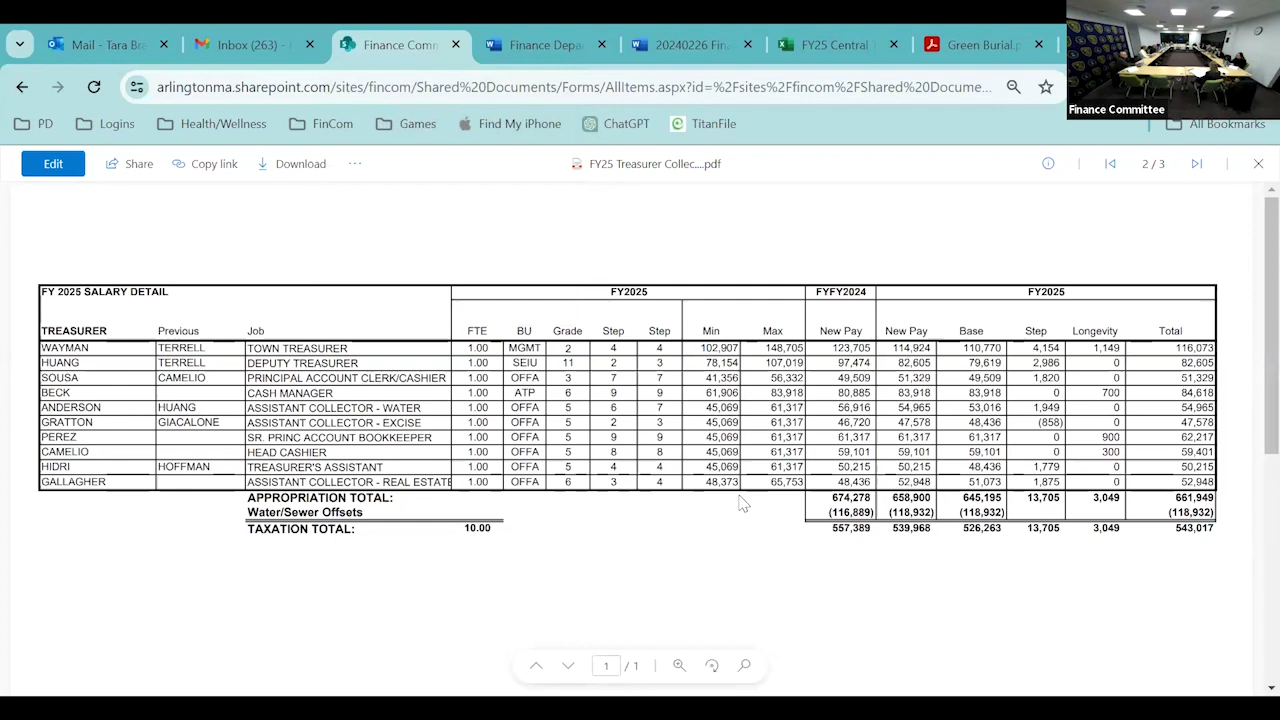 Mail - Tara Bra
Inbox (263) -
Finance Comm
Finance Depa
20240226 Fina
FY25 Central T
Green Burial.p
arlingtonma.sharepoint.com/sites/fincom/Shared%20Documents/Forms/AllItems.aspx?id=%2Fsites%2Ffincom%2FShared%20Docume...
Finance Committee
PD Logins Health/Wellness FinCom Games Find My iPhone ChatGPT TitanFile All Bookmarks
Edit Share Copy link Download ... FY25 Treasurer Collec....pdf 2 / 3
FY 2025 SALARY DETAIL FY2025 FYFY2024 FY2025
TREASURER Previous Job FTE BU Grade Step Step Min Max New Pay New Pay Base Step Longevity Total
WAYMAN TERRELL TOWN TREASURER 1.00 MGMT 2 4 4 102,907 148,705 123,705 114,924 110,770 4,154 1,149 116,073
HUANG TERRELL DEPUTY TREASURER 1.00 SEIU 11 2 3 78,154 107,019 97,474 82,605 79,619 2,986 0 82,605
SOUSA CAMELIO PRINCIPAL ACCOUNT CLERK/CASHIER 1.00 OFFA 3 7 7 41,356 56,332 49,509 51,329 49,509 1,820 0 51,329
BECK CASH MANAGER 1.00 ATP 6 9 9 61,906 83,918 80,885 83,918 83,918 0 700 84,618
ANDERSON HUANG ASSISTANT COLLECTOR - WATER 1.00 OFFA 5 6 7 45,069 61,317 56,916 54,965 53,016 1,949 0 54,965
GRATTON GIACALONE ASSISTANT COLLECTOR - EXCISE 1.00 OFFA 5 2 3 45,069 61,317 46,720 47,578 48,436 (858) 0 47,578
PEREZ SR. PRINC ACCOUNT BOOKKEEPER 1.00 OFFA 5 9 9 45,069 61,317 61,317 61,317 61,317 0 900 62,217
CAMELIO HEAD CASHIER 1.00 OFFA 5 8 8 45,069 61,317 59,101 59,101 59,101 0 300 59,401
HIDRI HOFFMAN TREASURER'S ASSISTANT 1.00 OFFA 5 4 4 45,069 61,317 50,215 50,215 48,436 1,779 0 50,215
GALLAGHER ASSISTANT COLLECTOR - REAL ESTATE 1.00 OFFA 6 3 4 48,373 65,753 48,436 52,948 51,073 1,875 0 52,948
APPROPRIATION TOTAL: 674,278 658,900 645,195 13,705 3,049 661,949
Water/Sewer Offsets (116,889) (118,932) (118,932) (118,932)
TAXATION TOTAL: 10.00 557,389 539,968 526,263 13,705 3,049 543,017
1 / 1